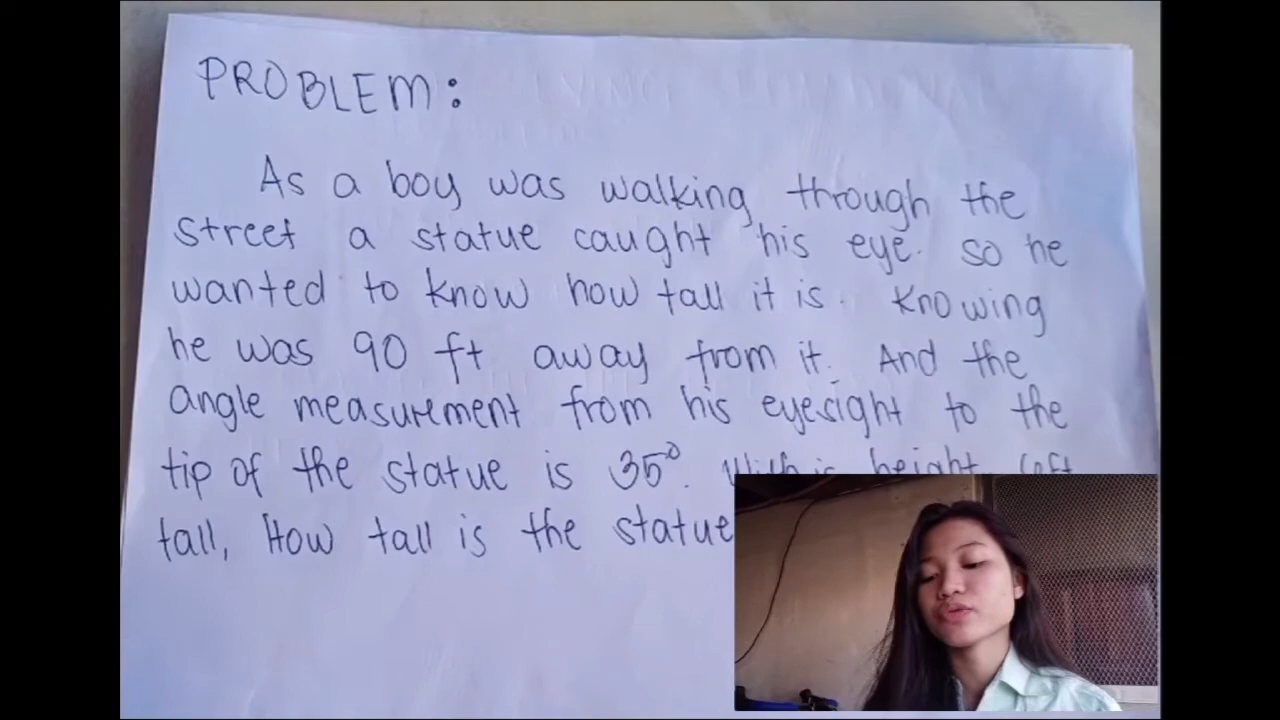 PROBLEM:
As a boy was walking through the
street a statue caught his eye. so he
wanted to know how tall it is. Knowing
he was 90 ft away from it. And the
angle measurement from his eyesight to the
tip of the statue is 35°. height
tall, How tall is the statue